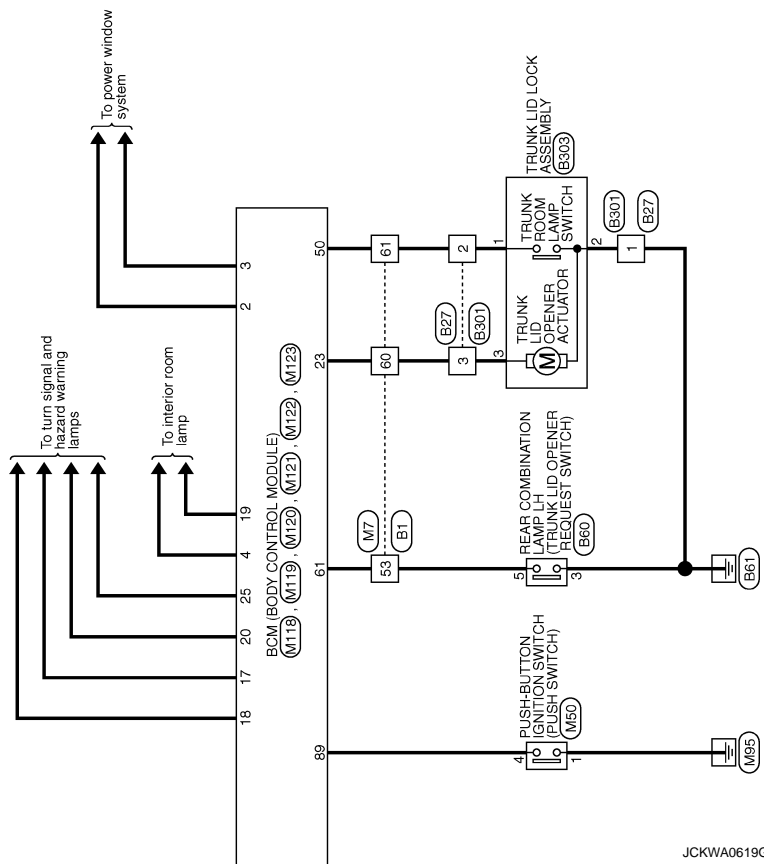 To power window
system
To turn signal and
hazard warning
lamps
To interior room
lamp
18
17
20
25
4
19
2
3
BCM (BODY CONTROL MODULE)
M118 , M119 , M120 , M121 , M122 , M123
89
61
23
50
M7
B1
53
60
61
B27
B301
3
2
4
PUSH-BUTTON
IGNITION SWITCH
(PUSH SWITCH)
M50
1
5
REAR COMBINATION
LAMP LH
(TRUNK LID OPENER
REQUEST SWITCH)
B60
3
3
TRUNK
LID
OPENER
ACTUATOR
M
1
TRUNK
ROOM
LAMP
SWITCH
2
TRUNK LID LOCK
ASSEMBLY
B303
1
B301
B27
M95
B61
JCKWA0619G